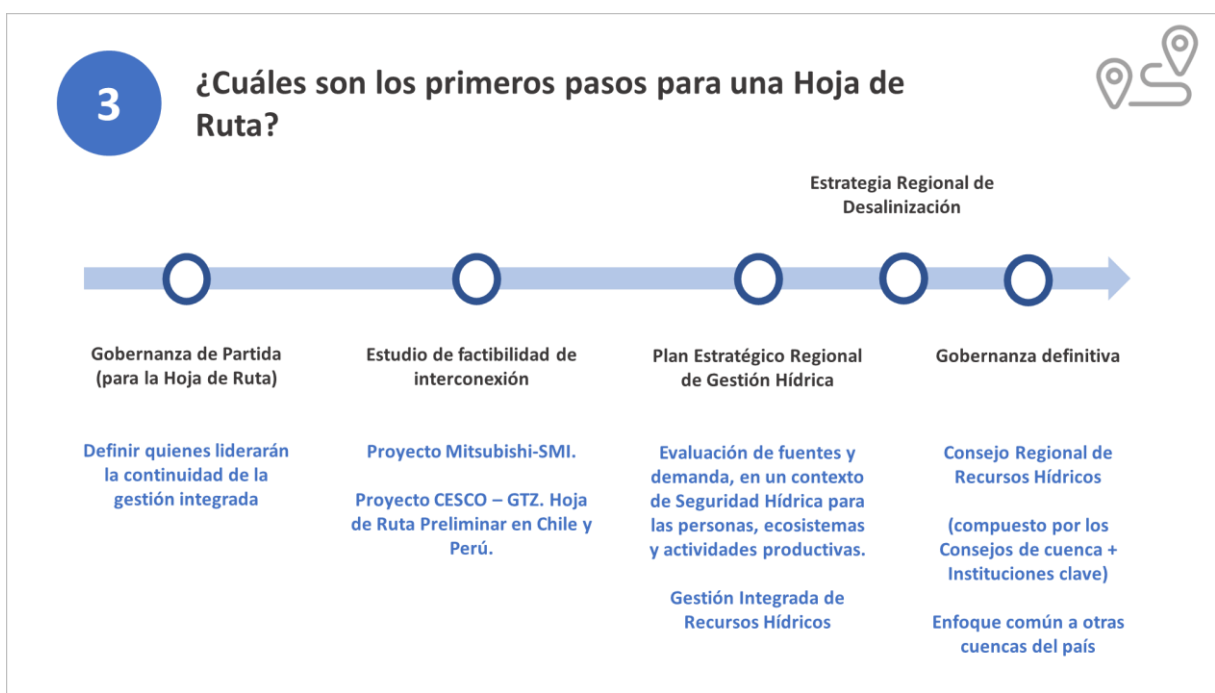 3
¿Cuáles son los primeros pasos para una Hoja de
Ruta?
Estrategia Regional de
Desalinización
Gobernanza de Partida
(para la Hoja de Ruta)
Definir quienes liderarán
la continuidad de la
gestión integrada
Estudio de factibilidad de
interconexión
Proyecto Mitsubishi-SMI.
Proyecto CESCO – GTZ. Hoja
de Ruta Preliminar en Chile y
Perú.
Plan Estratégico Regional
de Gestión Hídrica
Evaluación de fuentes y
demanda, en un contexto
de Seguridad Hídrica para
las personas, ecosistemas
y actividades productivas.
Gestión Integrada de
Recursos Hídricos
Gobernanza definitiva
Consejo Regional de
Recursos Hídricos
(compuesto por los
Consejos de cuenca +
Instituciones clave)
Enfoque común a otras
cuencas del país